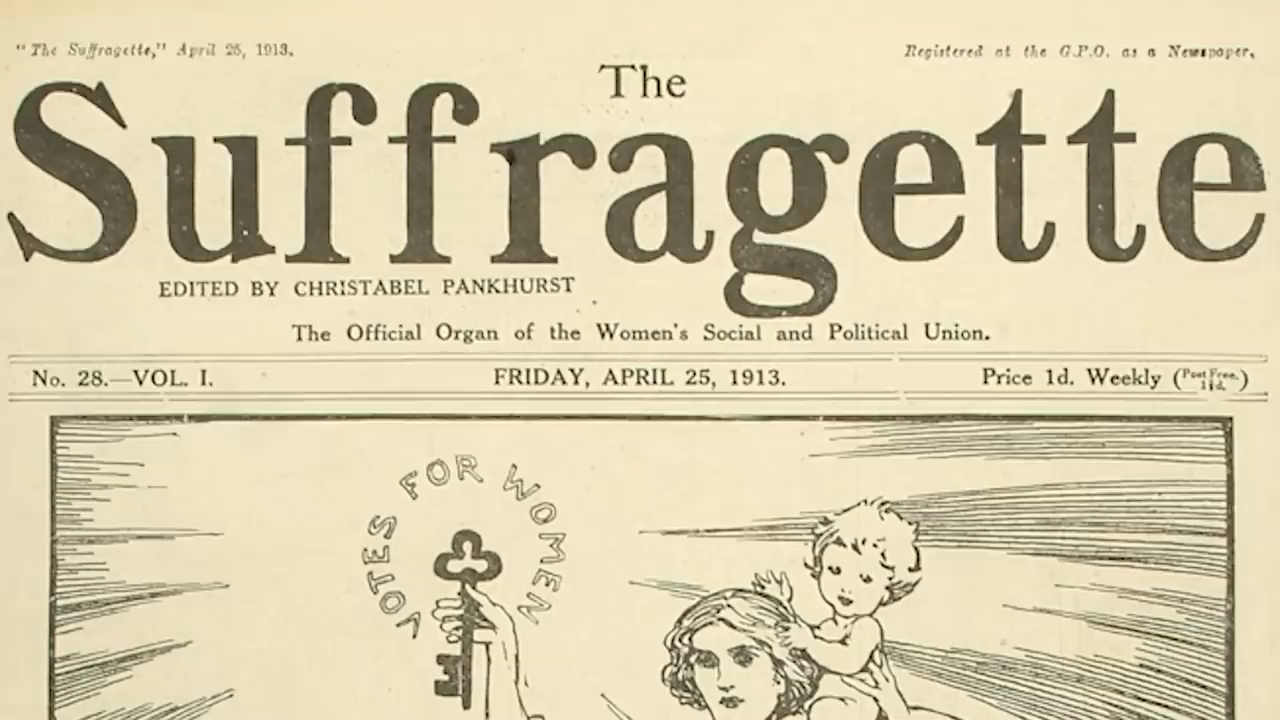 "The Suffragette," April 25, 1913.
Registered at the G.P.O. as a Newspaper.
The
Suffragette
EDITED BY CHRISTABEL PANKHURST
The Official Organ of the Women's Social and Political Union.
No. 28.—VOL. I. FRIDAY, APRIL 25, 1913. Price 1d. Weekly (Post Free, 1½d.)
VOTES FOR WOMEN